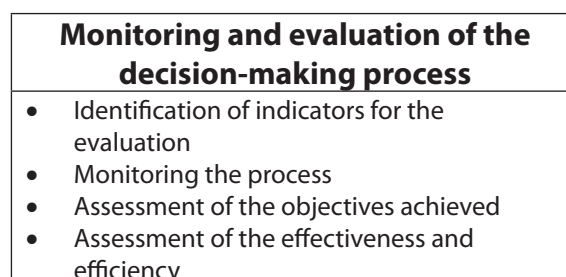 Monitoring and evaluation of the
decision-making process
• Identification of indicators for the
evaluation
• Monitoring the process
• Assessment of the objectives achieved
• Assessment of the effectiveness and
efficiency